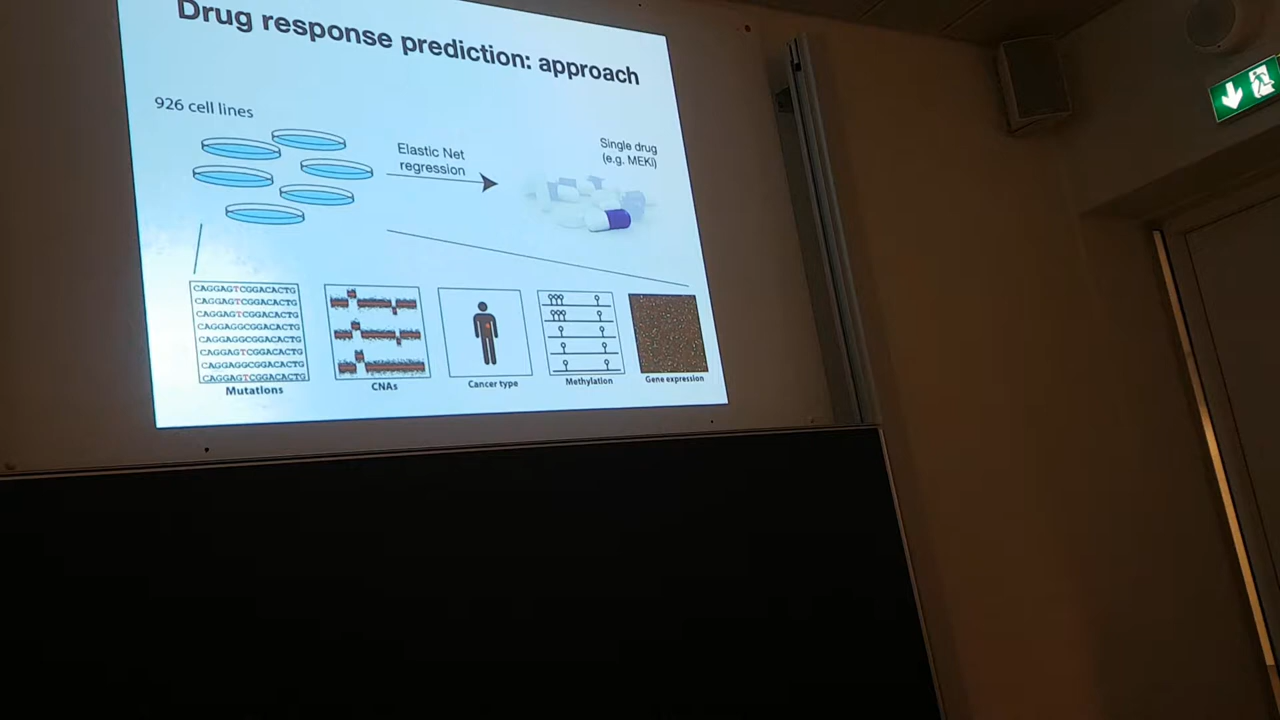 Drug response prediction: approach
926 cell lines
Elastic Net
regression
Single drug
(e.g. MEKi)
CAGGAGTCGGACACTG
CAGGAGTCGGACACTG
CAGGAGTCGGACACTG
CAGGAGGCGGACACTG
CAGGAGGCGGACACTG
CAGGAGTCGGACACTG
CAGGAGGCGGACACTG
CAGGAGTCGGACACTG
Mutations
CNAs
Cancer type
Methylation
Gene expression